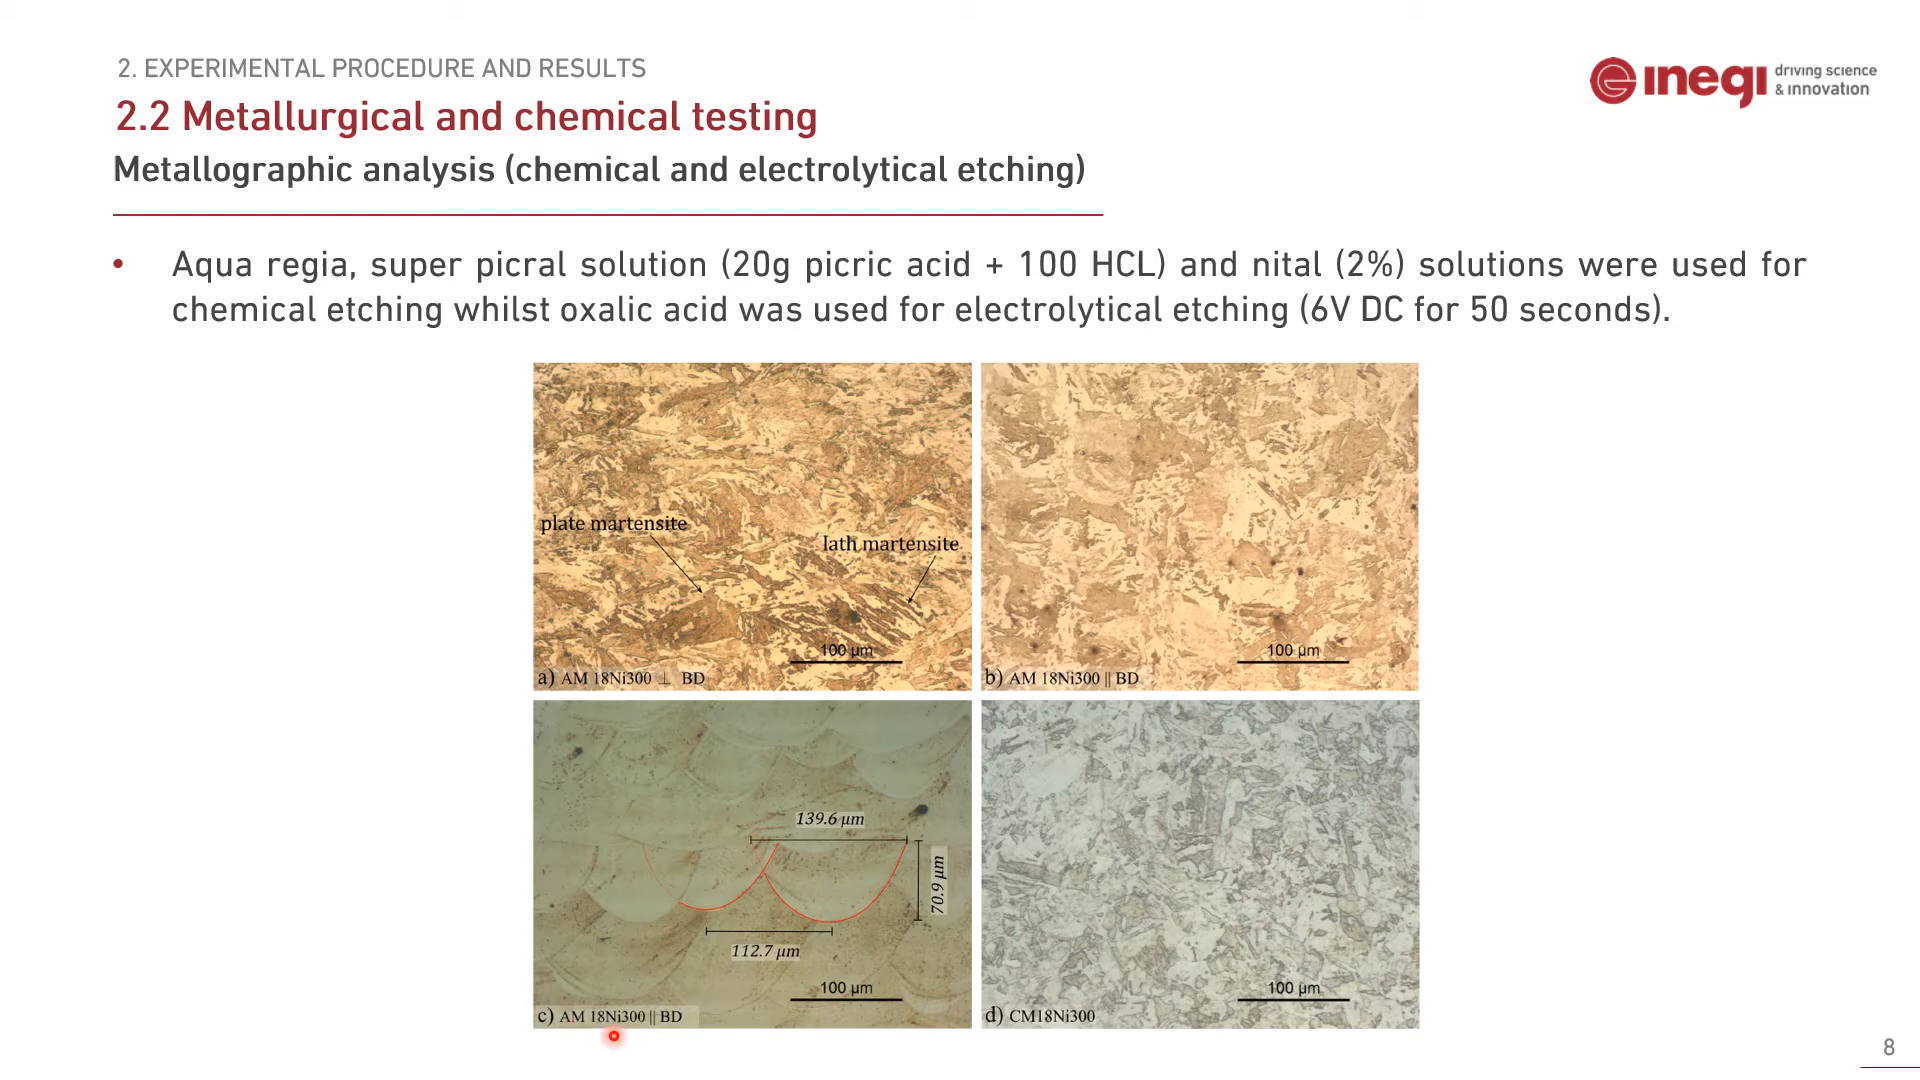 2. EXPERIMENTAL PROCEDURE AND RESULTS
2.2 Metallurgical and chemical testing
Metallographic analysis (chemical and electrolytical etching)
ınegı driving scıence
& ınnovatıon
• Aqua regia, super picral solution (20g picric acid + 100 HCL) and nital (2%) solutions were used for
chemical etching whilst oxalic acid was used for electrolytical etching (6V DC for 50 seconds).
plate martensite
lath martensite
100 µm
a) AM 18Ni300 ⊥ BD
100 µm
b) AM 18Ni300 || BD
139.6 µm
70.9 µm
112.7 µm
100 µm
c) AM 18Ni300 || BD
100 µm
d) CM18Ni300
8